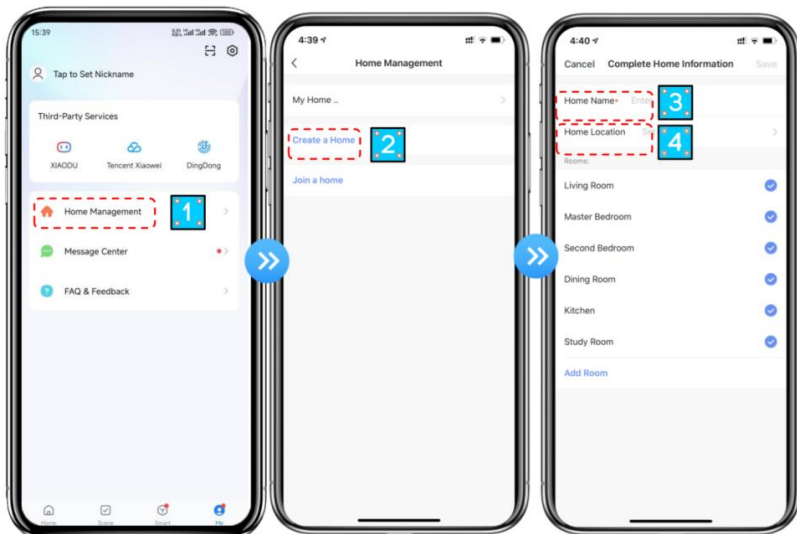 15:39
Tap to Set Nickname
Third-Party Services
XIAODU
Tencent Xiaowei
DingDong
Home Management
1
Message Center
FAQ & Feedback
Home
Scene
Smart
Me
4:39
Home Management
My Home ..
Create a Home
2
Join a home
4:40
Cancel
Complete Home Information
Save
Home Name*
3
Home Location
4
Rooms:
Living Room
Master Bedroom
Second Bedroom
Dining Room
Kitchen
Study Room
Add Room